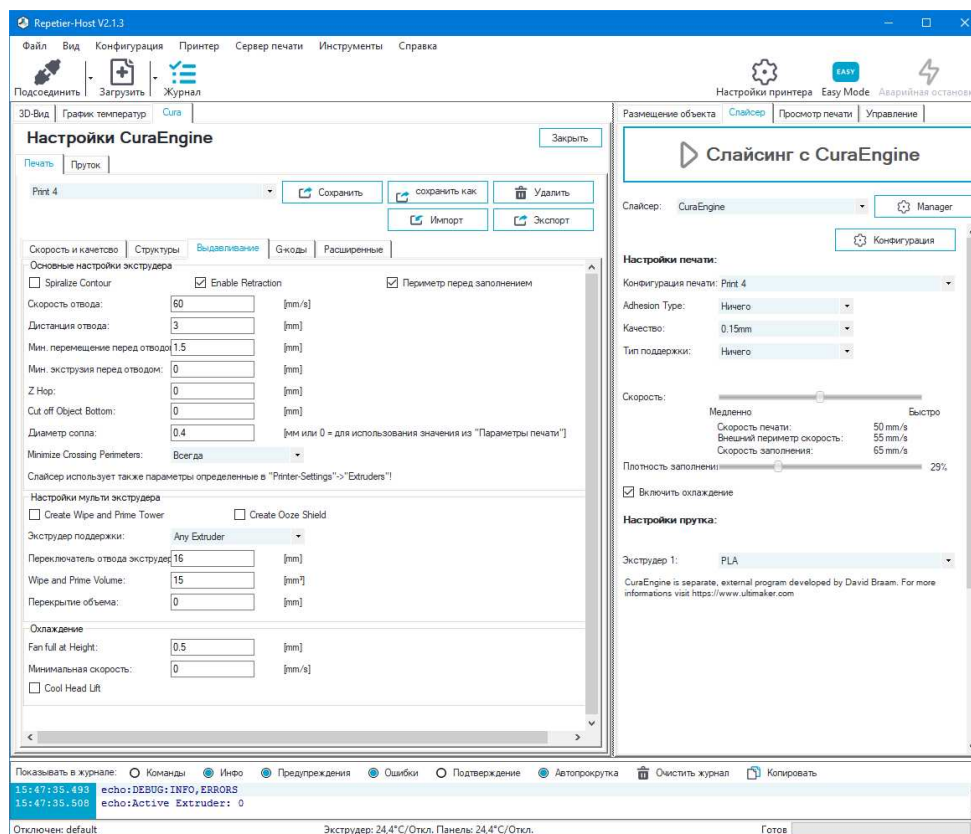 Repetier-Host V2.1.3
Файл Вид Конфигурация Принтер Сервер печати Инструменты Справка
Подсоединить Загрузить Журнал Настройки принтера EASY Easy Mode Аварийная останов
3D-Вид График температур Cura
Настройки CuraEngine Закрыть
Печать Пруток
Print 4 Сохранить сохранить как Удалить
Импорт Экспорт
Скорость и качетсво Структуры Выдавливание G-коды Расширенные
Основные настройки экструдера
Spiralize Contour Enable Retraction Периметр перед заполнением
Скорость отвода: 60 [mm/s]
Дистанция отвода: 3 [mm]
Мин. перемещение перед отводо 1.5 [mm]
Мин. экструзия перед отводом: 0 [mm]
Z Hop: 0 [mm]
Cut off Object Bottom: 0 [mm]
Диаметр сопла: 0.4 [мм или 0 = для использования значения из "Параметры печати"]
Minimize Crossing Perimeters: Всегда
Слайсер использует также параметры определенные в "Printer-Settings"->"Extruders"!
Настройки мульти экструдера
Create Wipe and Prime Tower Create Ooze Shield
Экструдер поддержки: Any Extruder
Переключатель отвода экструдер 16 [mm]
Wipe and Prime Volume: 15 [mm³]
Перекрытие объема: 0 [mm]
Охлаждение
Fan full at Height: 0.5 [mm]
Минимальная скорость: 0 [mm/s]
Cool Head Lift
Размещение объекта Слайсер Просмотр печати Управление
Слайсинг с CuraEngine
Слайсер: CuraEngine Manager
Конфигурация
Настройки печати:
Конфигурация печати: Print 4
Adhesion Type: Ничего
Качество: 0.15mm
Тип поддержки: Ничего
Скорость:
Медленно Быстро
Скорость печати: 50 mm/s
Внешний периметр скорость: 55 mm/s
Скорость заполнения: 65 mm/s
Плотность заполнени: 29%
Включить охлаждение
Настройки прутка:
Экструдер 1: PLA
CuraEngine is separate, external program developed by David Braam. For more
informations visit https://www.ultimaker.com
Показывать в журнале: Команды Инфо Предупреждения Ошибки Подтверждение Автопрокрутка Очистить журнал Копировать
15:47:35.493 echo:DEBUG:INFO,ERRORS
15:47:35.508 echo:Active Extruder: 0
Отключен: default Экструдер: 24,4°C/Откл. Панель: 24,4°C/Откл. Готов